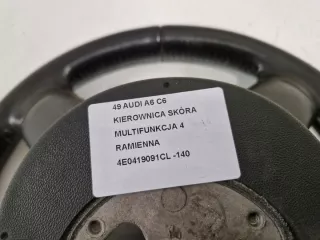 49 AUDI A6 C6
KIEROWNICA SKÓRA
MULTIFUNKCJA 4
RAMIENNA
4E0419091CL -140